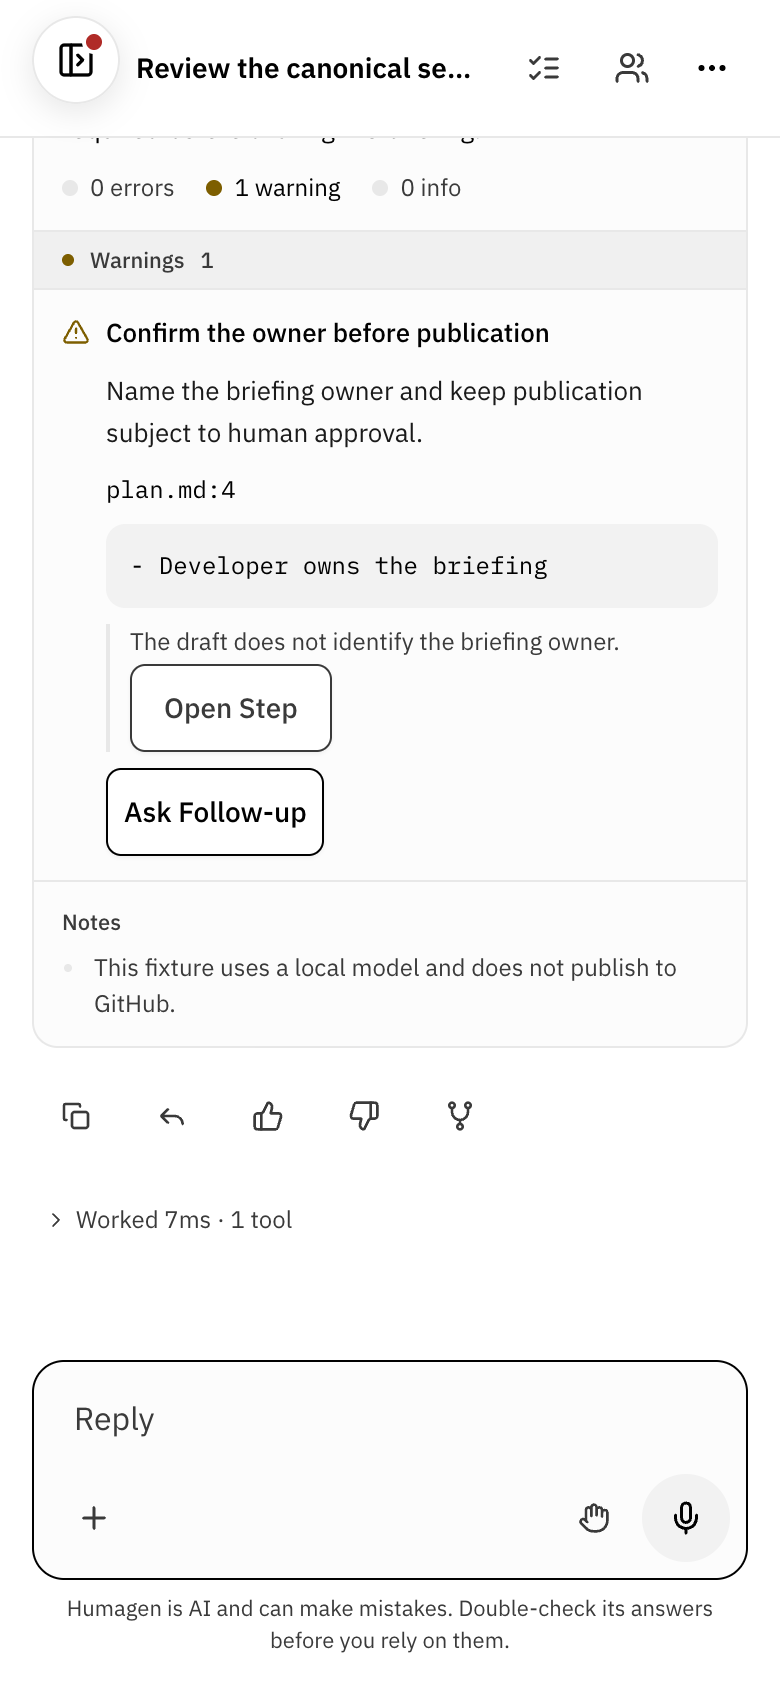 Review the canonical se...
0 errors 1 warning 0 info
Warnings 1
Confirm the owner before publication
Name the briefing owner and keep publication
subject to human approval.
plan.md:4
- Developer owns the briefing
The draft does not identify the briefing owner.
Open Step
Ask Follow-up
Notes
This fixture uses a local model and does not publish to
GitHub.
Worked 7ms · 1 tool
Reply
Humagen is AI and can make mistakes. Double-check its answers
before you rely on them.